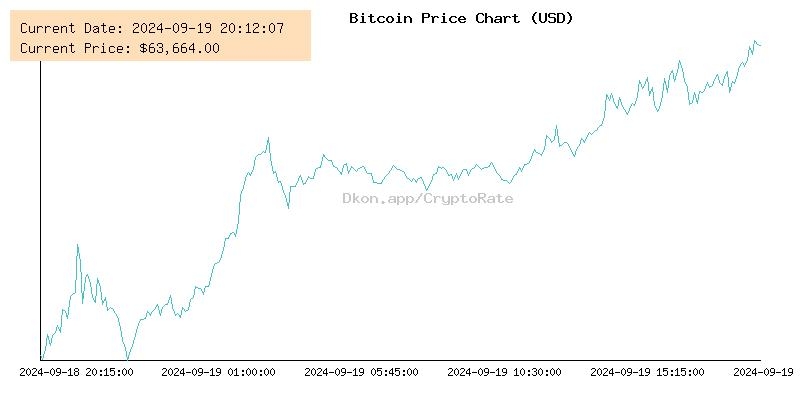 Bitcoin Price Chart (USD)
Current Date: 2024-09-19 20:12:07
Current Price: $63,664.00
Dkon.app/CryptoRate
2024-09-18 20:15:00 2024-09-19 01:00:00 2024-09-19 05:45:00 2024-09-19 10:30:00 2024-09-19 15:15:00 2024-09-19